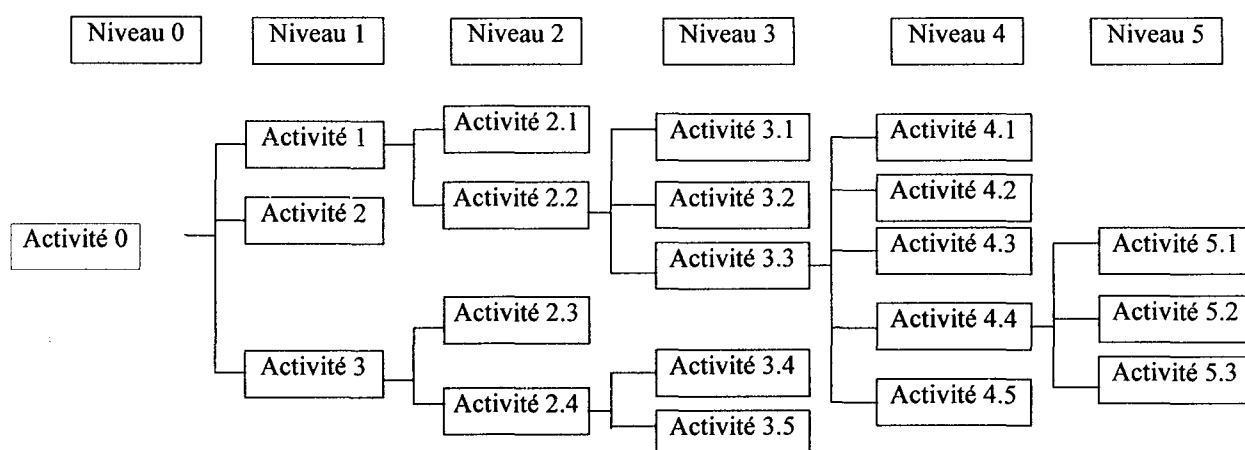 Niveau 0
Niveau 1
Niveau 2
Niveau 3
Niveau 4
Niveau 5
Activité 0
Activité 1
Activité 2
Activité 3
Activité 2.1
Activité 2.2
Activité 2.3
Activité 2.4
Activité 3.1
Activité 3.2
Activité 3.3
Activité 3.4
Activité 3.5
Activité 4.1
Activité 4.2
Activité 4.3
Activité 4.4
Activité 4.5
Activité 5.1
Activité 5.2
Activité 5.3